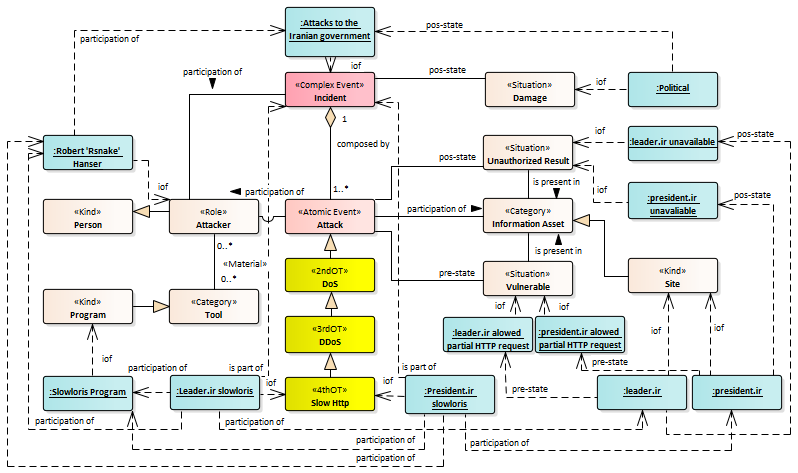 :Attacks to the
Iranian government
participation of
pos-state
iof
participation of
pos-state
«Complex Event»
Incident
«Situation»
Damage
iof
:Political
1
composed by
:Robert 'Rsnake'
Hanser
pos-state
«Situation»
Unauthorized Result
iof
:leader.ir unavailable
pos-state
is present in
iof
participation of
1..*
iof
:president.ir
unavaliable
pos-state
«Kind»
Person
«Role»
Attacker
«Atomic Event»
Attack
participation of
«Category»
Information Asset
0..*
is present in
«Material»
«2ndOT»
DoS
pre-state
«Situation»
Vulnerable
«Kind»
Site
0..*
«Kind»
Program
«Category»
Tool
iof
iof
«3rdOT»
DDoS
:leader.ir alowed
partial HTTP request
:president.ir alowed
partial HTTP request
iof
iof
iof
participation of
is part of
is part of
pre-state
iof
iof
:Slowloris Program
:Leader.ir slowloris
«4thOT»
Slow Http
:President.ir
slowloris
pre-state
:leader.ir
:president.ir
participation of
participation of
participation of
participation of
participation of